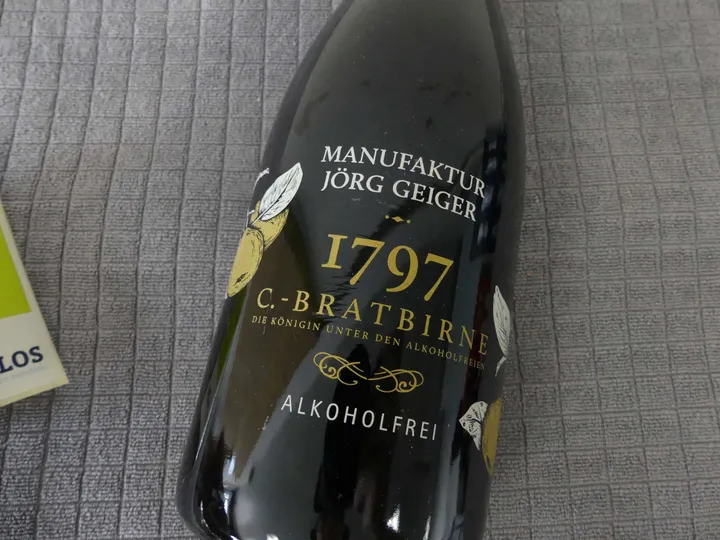 MANUFAKTUR
JÖRG GEIGER
1797
C.-BRATBIRNE
DIE KÖNIGIN UNTER DEN ALKOHOLFREIEN
ALKOHOLFREI
LOS